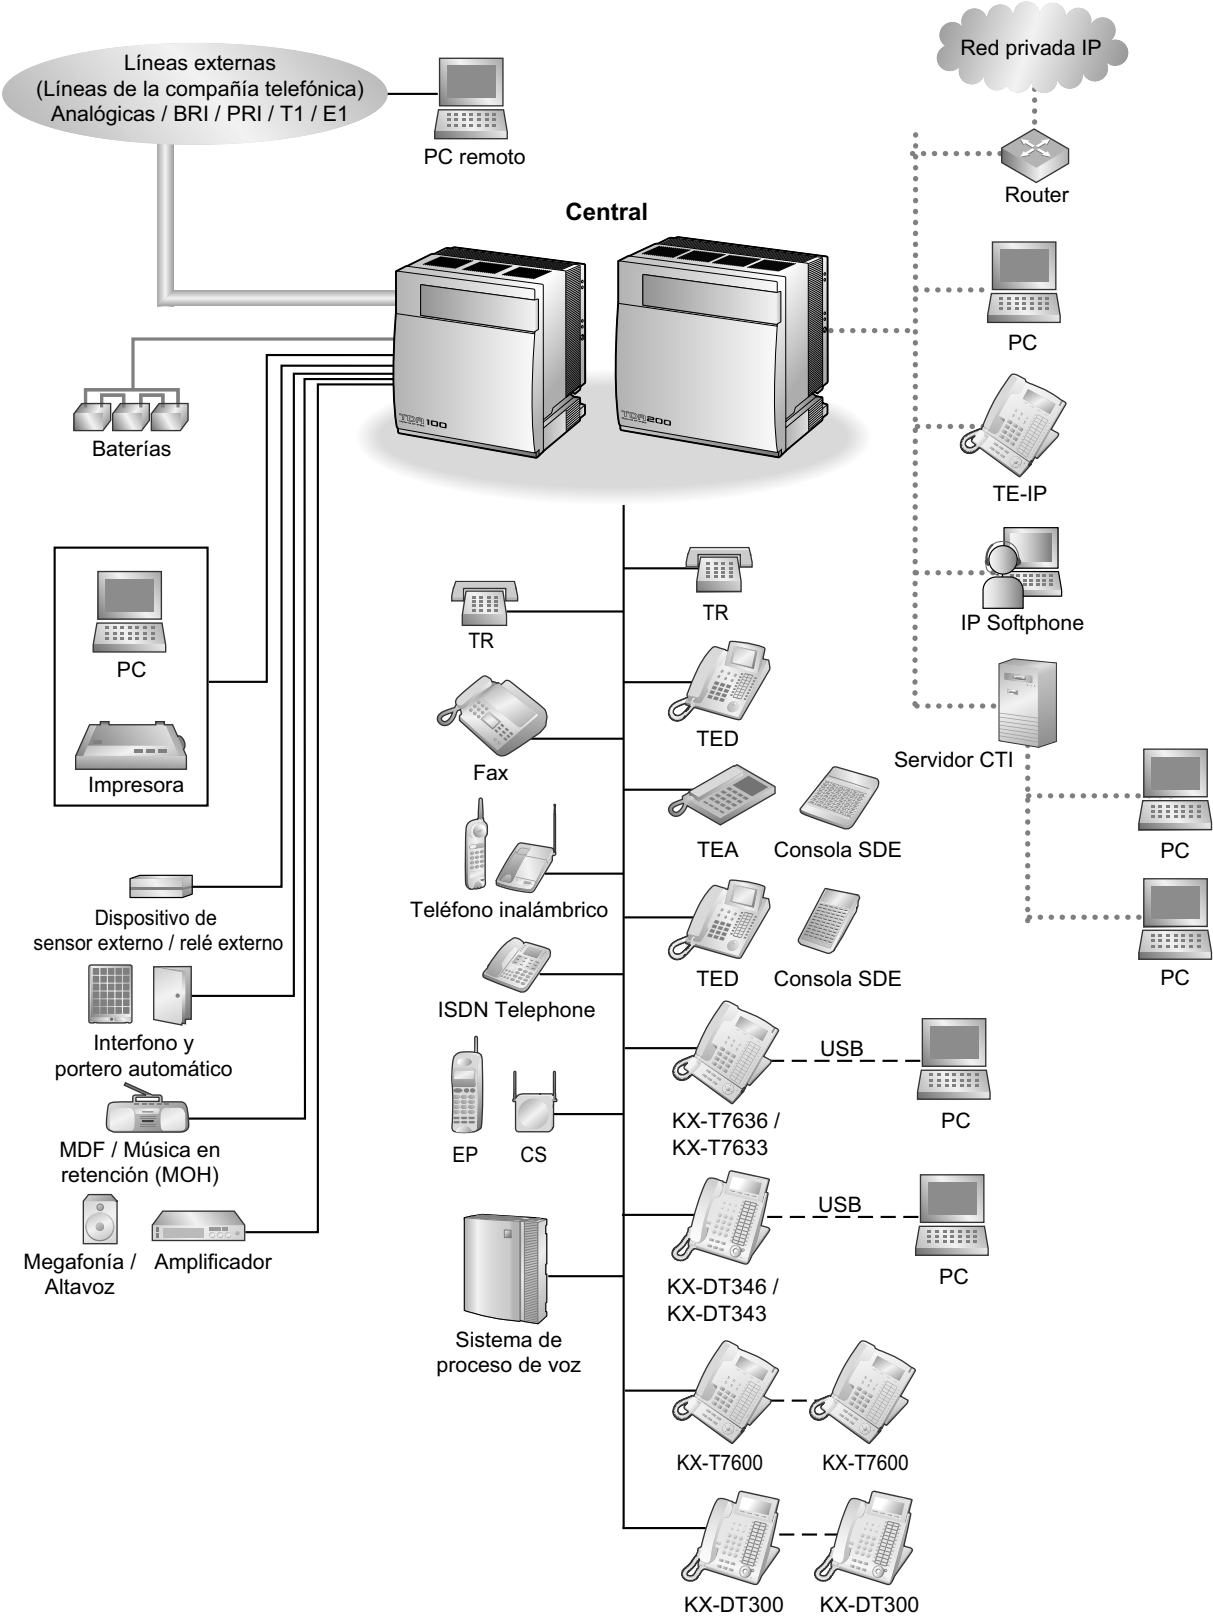 Líneas externas
(Líneas de la compañía telefónica)
Analógicas / BRI / PRI / T1 / E1
PC remoto
Red privada IP
Router
Central
PC
TDA100
TDA200
Baterías
TE-IP
IP Softphone
Servidor CTI
PC
PC
PC
Impresora
Dispositivo de
sensor externo / relé externo
Interfono y
portero automático
MDF / Música en
retención (MOH)
Megafonía /
Altavoz
Amplificador
TR
Fax
Teléfono inalámbrico
ISDN Telephone
EP
CS
Sistema de
proceso de voz
TR
TED
TEA
Consola SDE
TED
Consola SDE
KX-T7636 /
KX-T7633
USB
PC
KX-DT346 /
KX-DT343
USB
PC
KX-T7600
KX-T7600
KX-DT300
KX-DT300